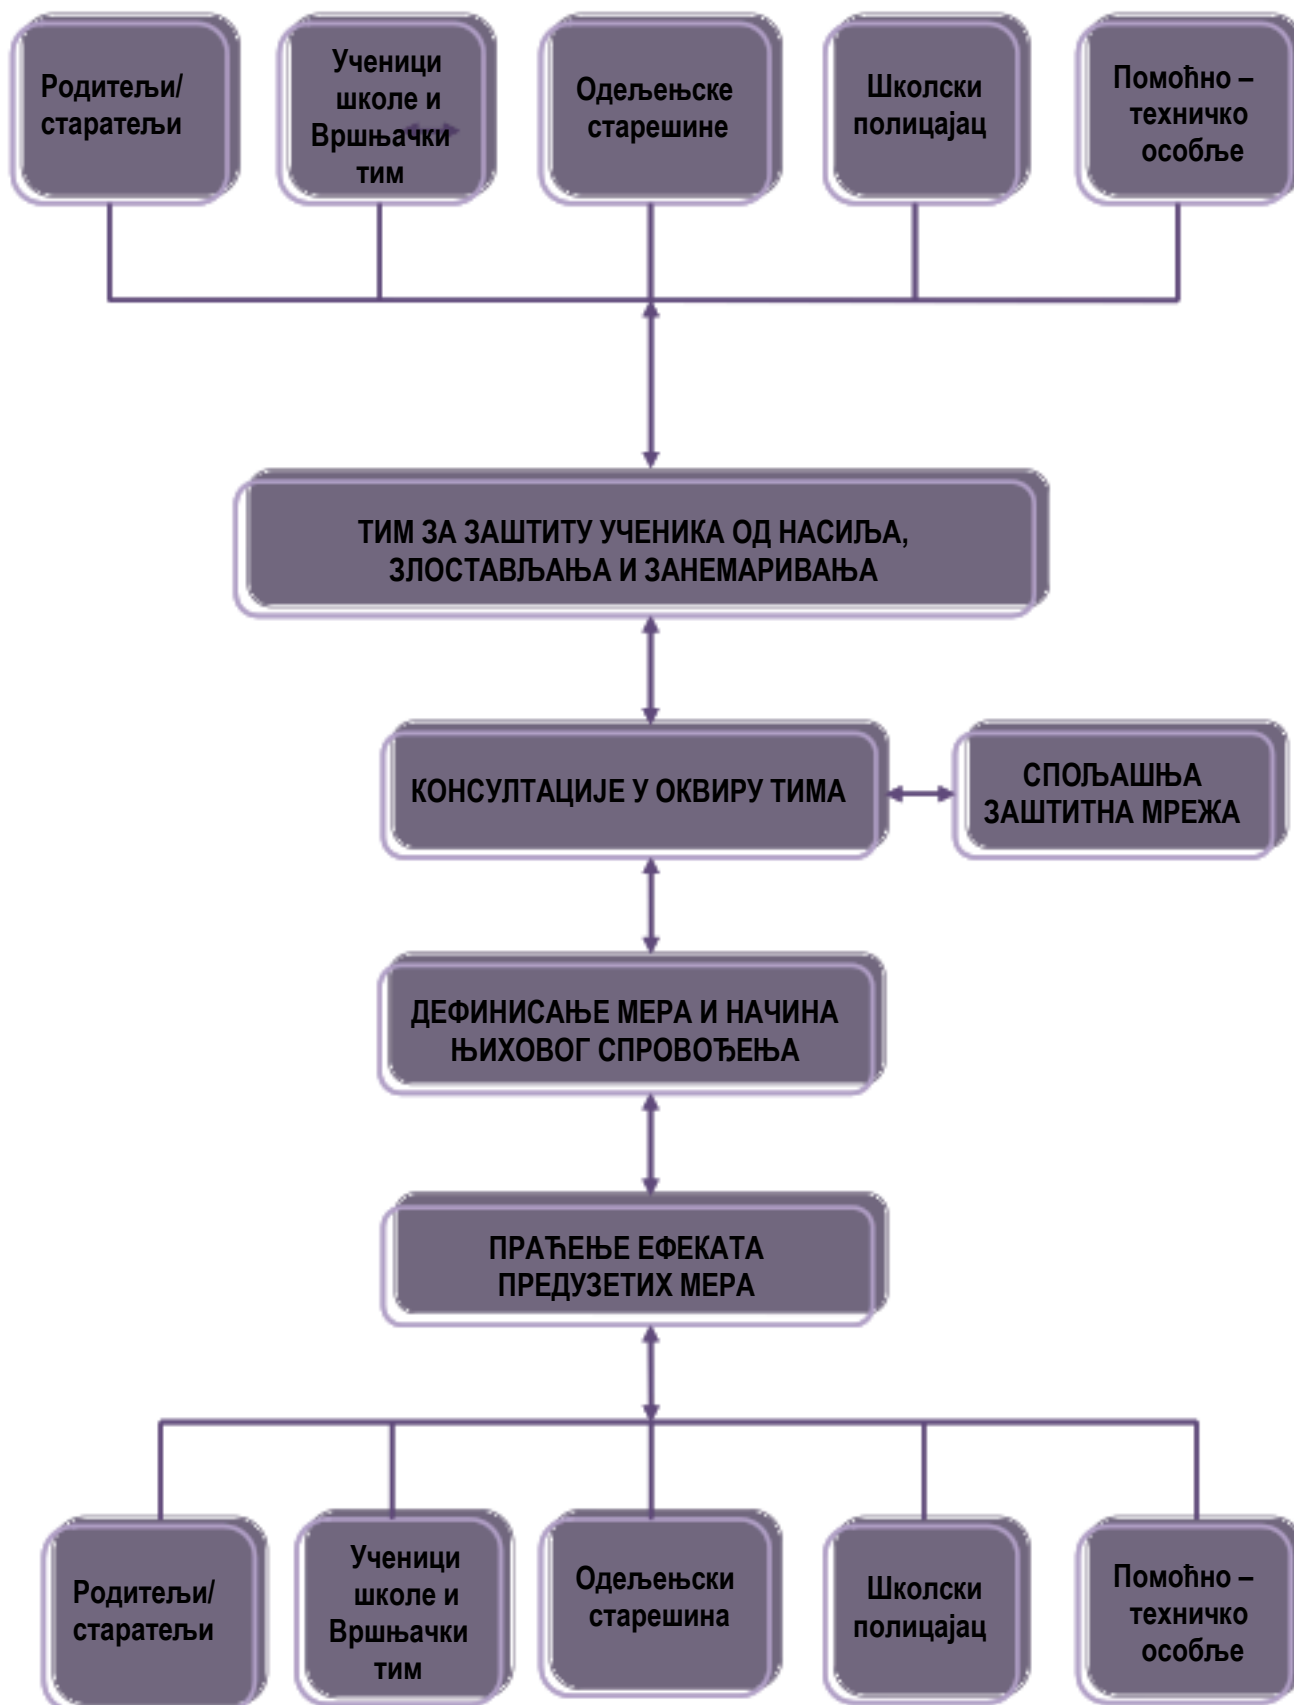 Родитељи/
старатељи
Ученици
школе и
Вршњачки
тим
Одељењске
старешине
Школски
полицајац
Помоћно –
техничко
особље
ТИМ ЗА ЗАШТИТУ УЧЕНИКА ОД НАСИЉА,
ЗЛОСТАВЉАЊА И ЗАНЕМАРИВАЊА
КОНСУЛТАЦИЈЕ У ОКВИРУ ТИМА
СПОЉАШЊА
ЗАШТИТНА МРЕЖА
ДЕФИНИСАЊЕ МЕРА И НАЧИНА
ЊИХОВОГ СПРОВОЂЕЊА
ПРАЋЕЊЕ ЕФЕКАТА
ПРЕДУЗЕТИХ МЕРА
Родитељи/
старатељи
Ученици
школе и
Вршњачки
тим
Одељењски
старешина
Школски
полицајац
Помоћно –
техничко
особље